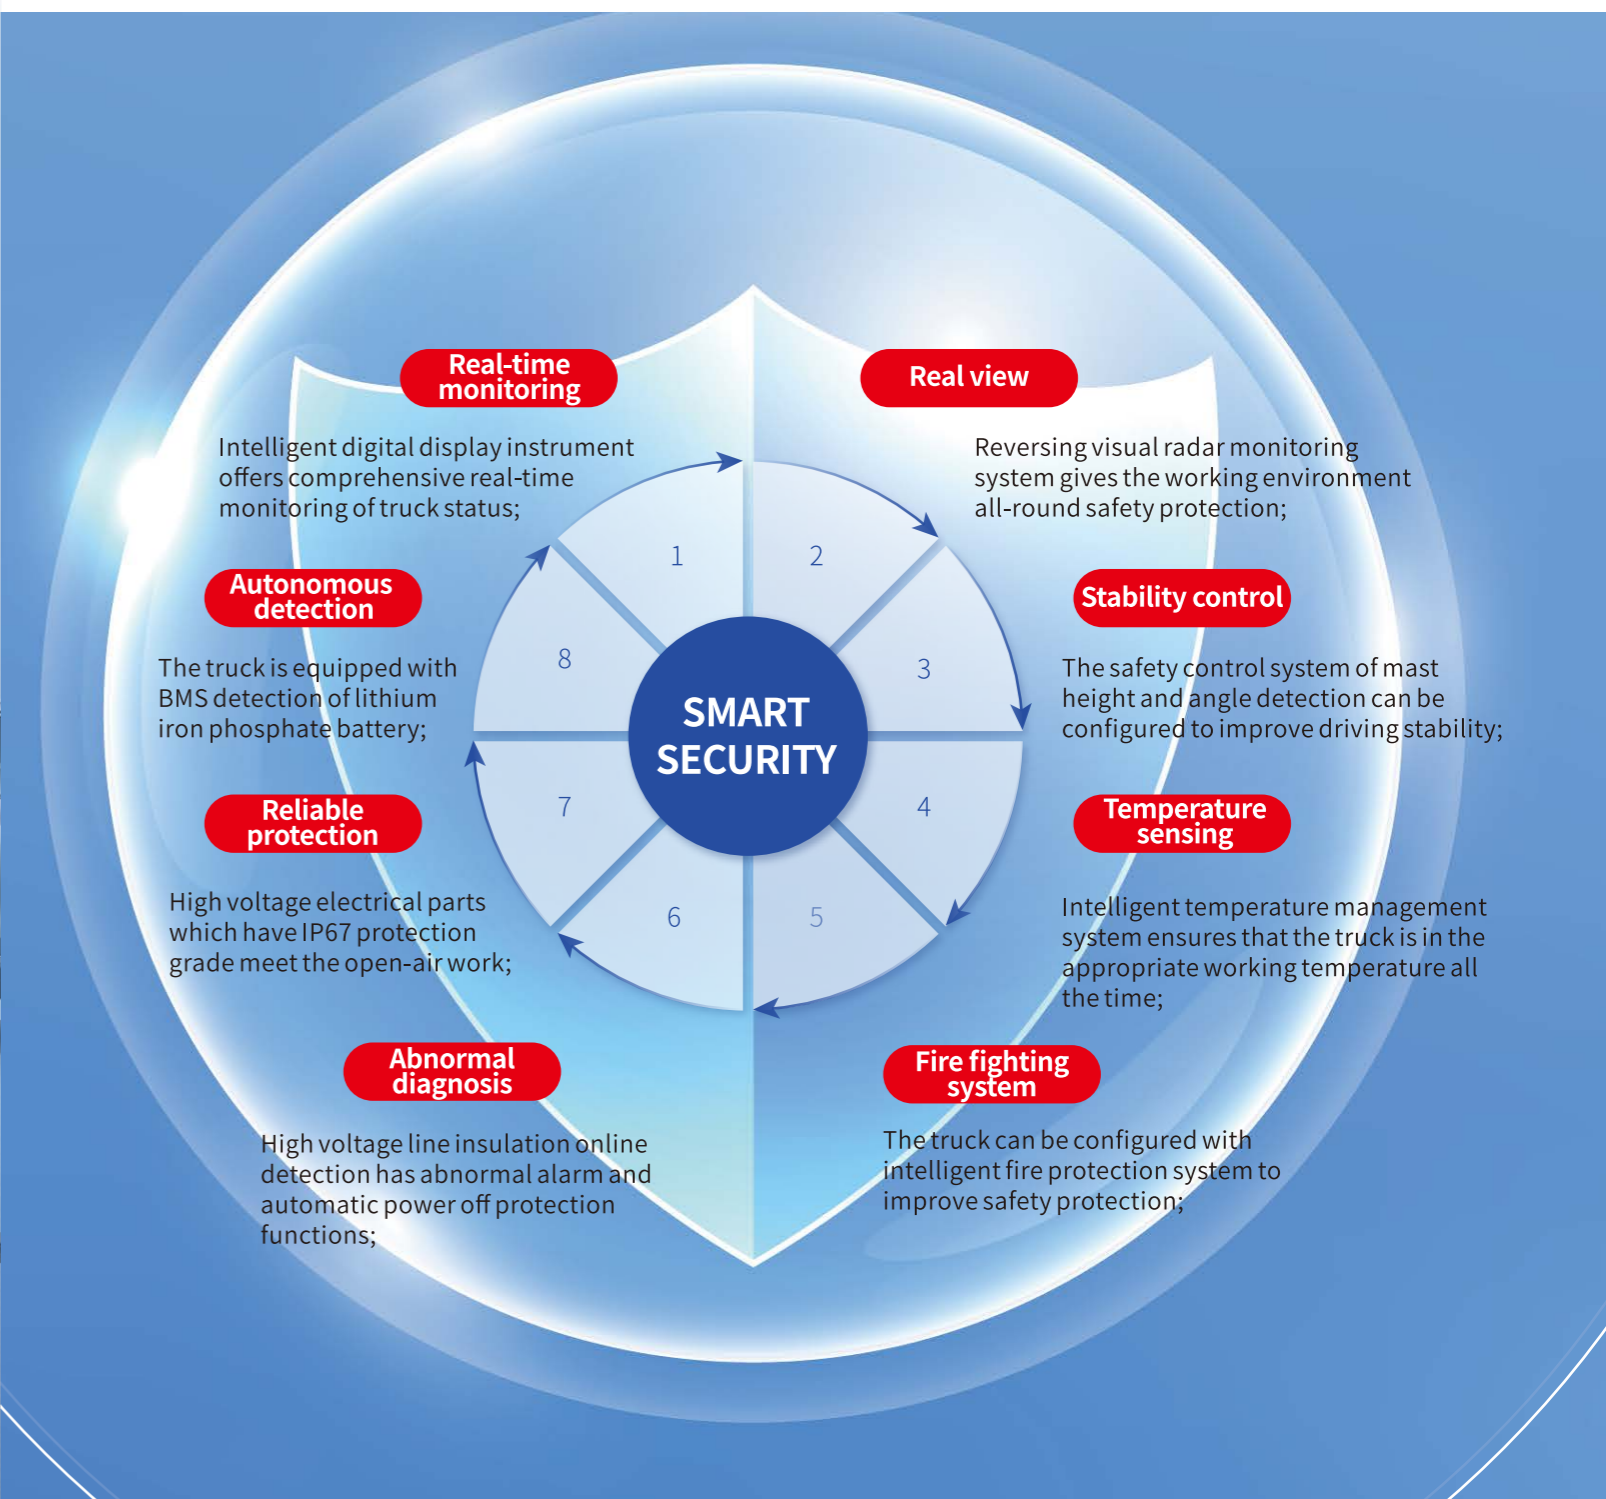 Real-time
monitoring
Intelligent digital display instrument
offers comprehensive real-time
monitoring of truck status;
Real view
Reversing visual radar monitoring
system gives the working environment
all-round safety protection;
Autonomous
detection
The truck is equipped with
BMS detection of lithium
iron phosphate battery;
Stability control
The safety control system of mast
height and angle detection can be
configured to improve driving stability;
1
2
3
4
5
6
7
8
SMART
SECURITY
Reliable
protection
High voltage electrical parts
which have IP67 protection
grade meet the open-air work;
Temperature
sensing
Intelligent temperature management
system ensures that the truck is in the
appropriate working temperature all
the time;
Abnormal
diagnosis
High voltage line insulation online
detection has abnormal alarm and
automatic power off protection
functions;
Fire fighting
system
The truck can be configured with
intelligent fire protection system to
improve safety protection;